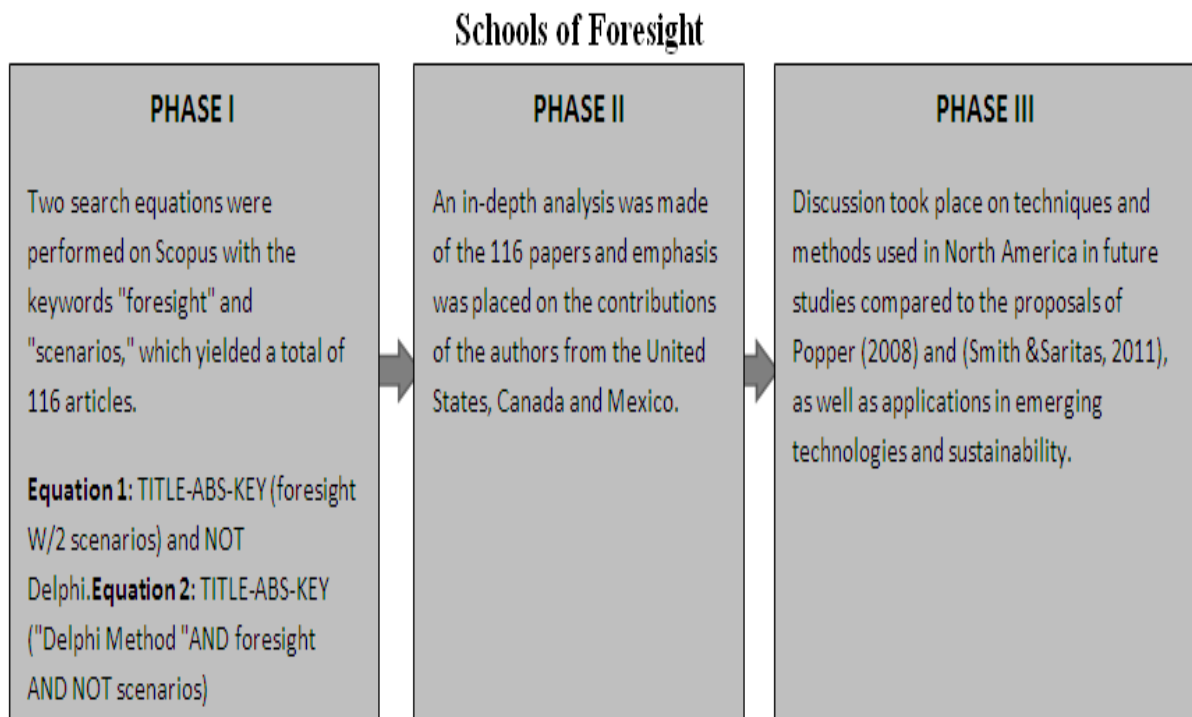 Schools of Foresight
PHASE I
Two search equations were
performed on Scopus with the
keywords "foresight" and
"scenarios," which yielded a total of
116 articles.
Equation 1: TITLE-ABS-KEY (foresight
W/2 scenarios) and NOT
Delphi.Equation 2: TITLE-ABS-KEY
("Delphi Method "AND foresight
AND NOT scenarios)
PHASE II
An in-depth analysis was made
of the 116 papers and emphasis
was placed on the contributions
of the authors from the United
States, Canada and Mexico.
PHASE III
Discussion took place on techniques and
methods used in North America in future
studies compared to the proposals of
Popper (2008) and (Smith &Saritas, 2011),
as well as applications in emerging
technologies and sustainability.